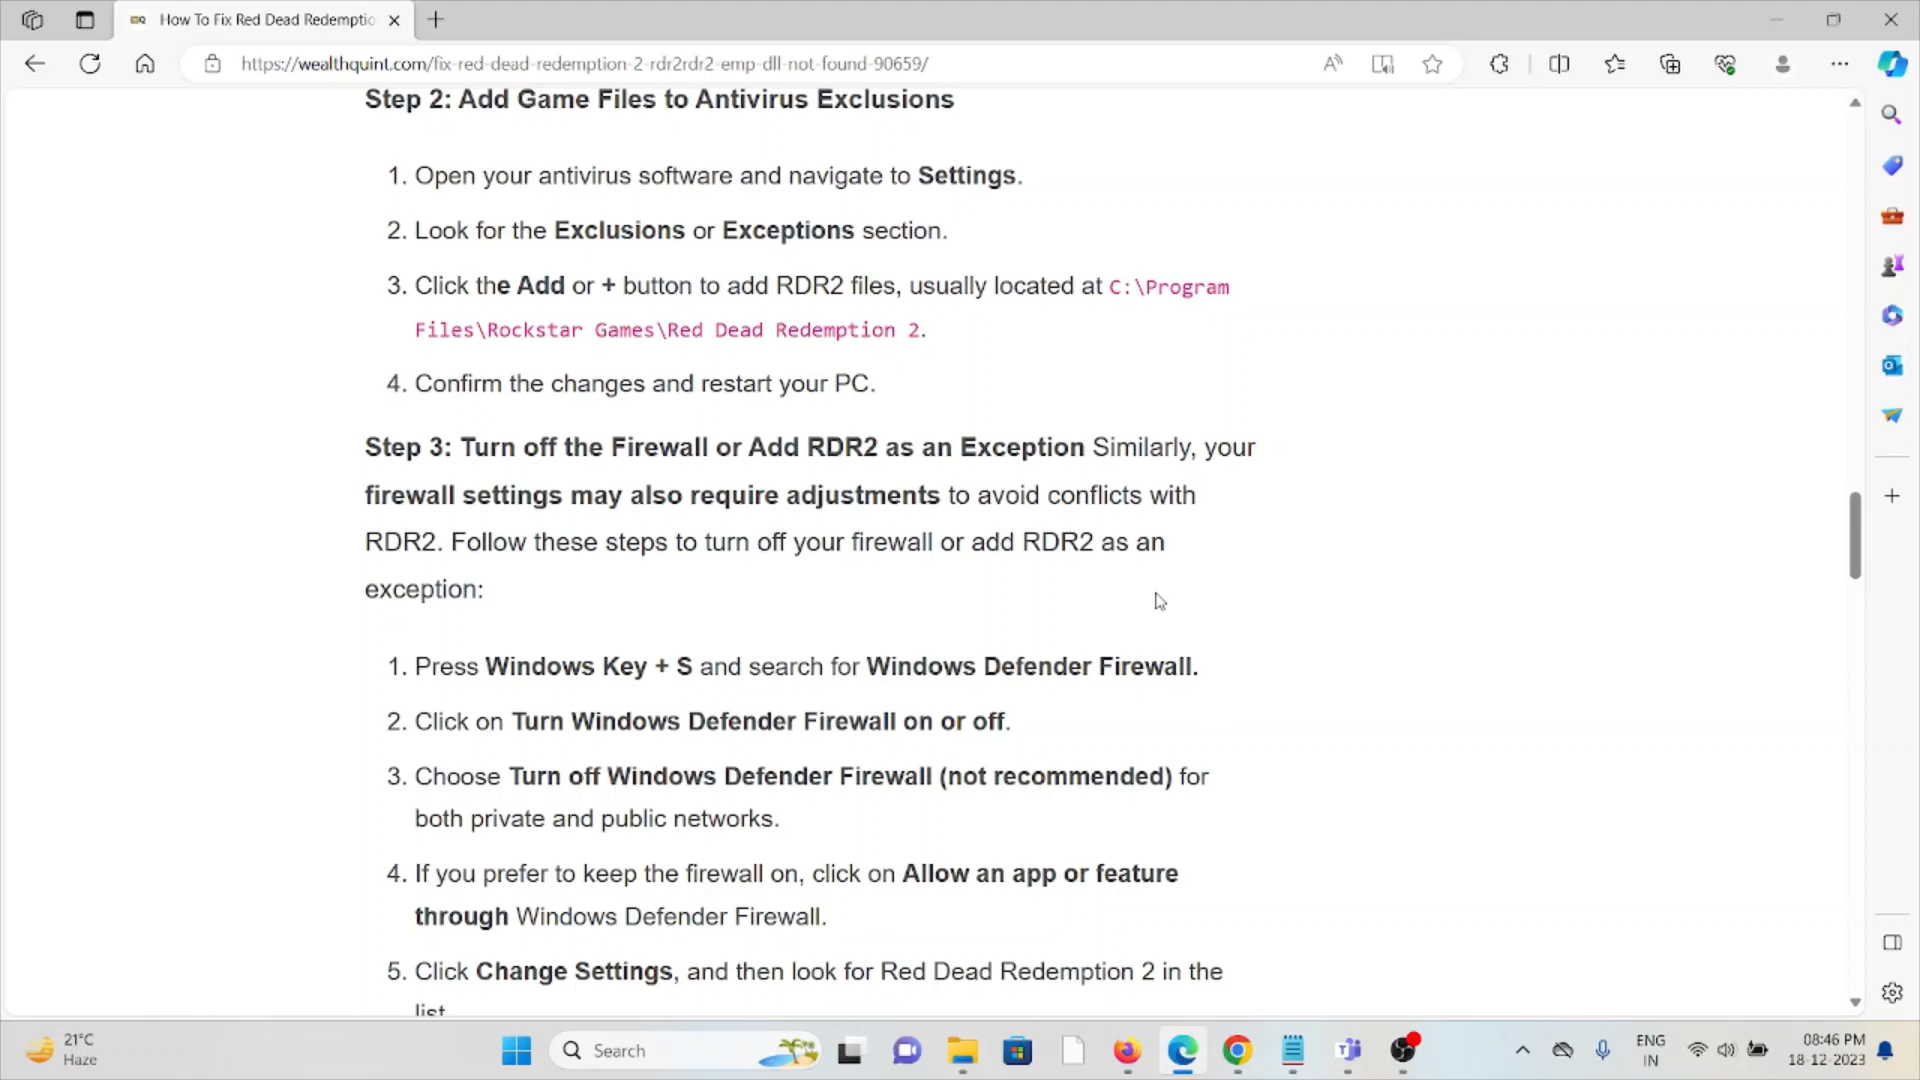 How To Fix Red Dead Redemptio
https://wealthquint.com/fix-red-dead-redemption-2-rdr2rdr2-emp-dll-not-found-90659/
Step 2: Add Game Files to Antivirus Exclusions
1. Open your antivirus software and navigate to Settings.
2. Look for the Exclusions or Exceptions section.
3. Click the Add or + button to add RDR2 files, usually located at C:\Program
Files\Rockstar Games\Red Dead Redemption 2.
4. Confirm the changes and restart your PC.
Step 3: Turn off the Firewall or Add RDR2 as an Exception Similarly, your
firewall settings may also require adjustments to avoid conflicts with
RDR2. Follow these steps to turn off your firewall or add RDR2 as an
exception:
1. Press Windows Key + S and search for Windows Defender Firewall.
2. Click on Turn Windows Defender Firewall on or off.
3. Choose Turn off Windows Defender Firewall (not recommended) for
both private and public networks.
4. If you prefer to keep the firewall on, click on Allow an app or feature
through Windows Defender Firewall.
5. Click Change Settings, and then look for Red Dead Redemption 2 in the
list
21°C
Haze
Search
ENG
IN
08:46 PM
18-12-2023